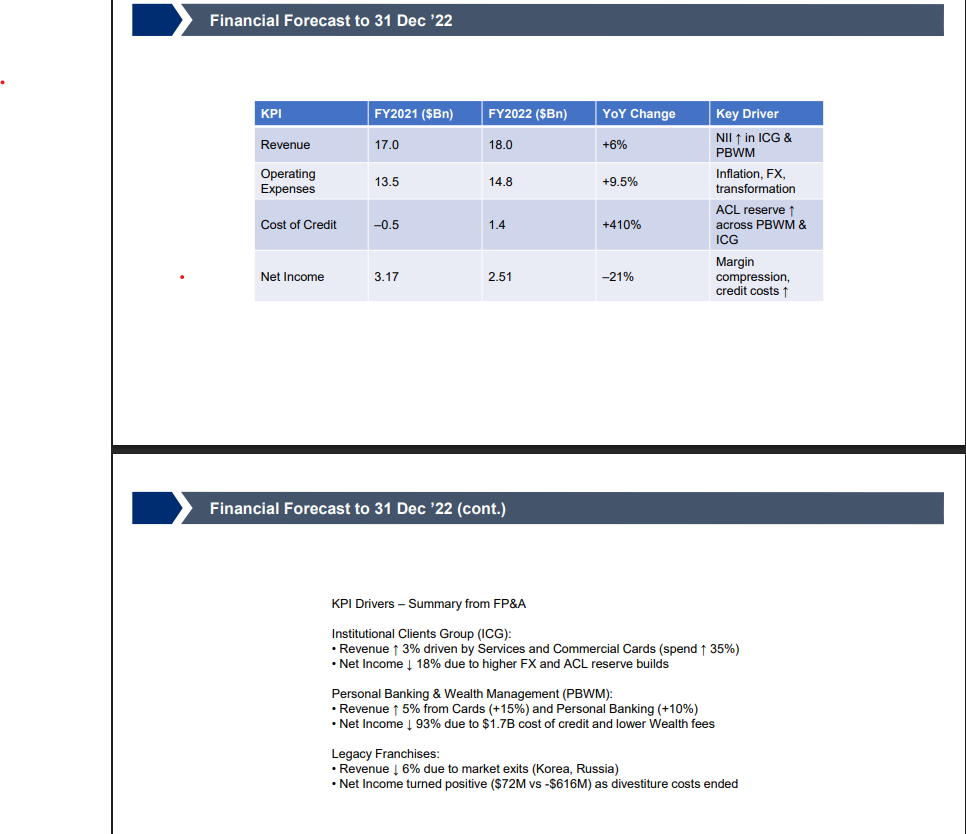 Financial Forecast to 31 Dec ’22
KPI FY2021 ($Bn) FY2022 ($Bn) YoY Change Key Driver
Revenue 17.0 18.0 +6% NII ↑ in ICG &
PBWM
Operating
Expenses 13.5 14.8 +9.5% Inflation, FX,
transformation
Cost of Credit –0.5 1.4 +410% ACL reserve ↑
across PBWM &
ICG
Net Income 3.17 2.51 –21% Margin
compression,
credit costs ↑
Financial Forecast to 31 Dec ’22 (cont.)
KPI Drivers – Summary from FP&A
Institutional Clients Group (ICG):
• Revenue ↑ 3% driven by Services and Commercial Cards (spend ↑ 35%)
• Net Income ↓ 18% due to higher FX and ACL reserve builds
Personal Banking & Wealth Management (PBWM):
• Revenue ↑ 5% from Cards (+15%) and Personal Banking (+10%)
• Net Income ↓ 93% due to $1.7B cost of credit and lower Wealth fees
Legacy Franchises:
• Revenue ↓ 6% due to market exits (Korea, Russia)
• Net Income turned positive ($72M vs -$616M) as divestiture costs ended